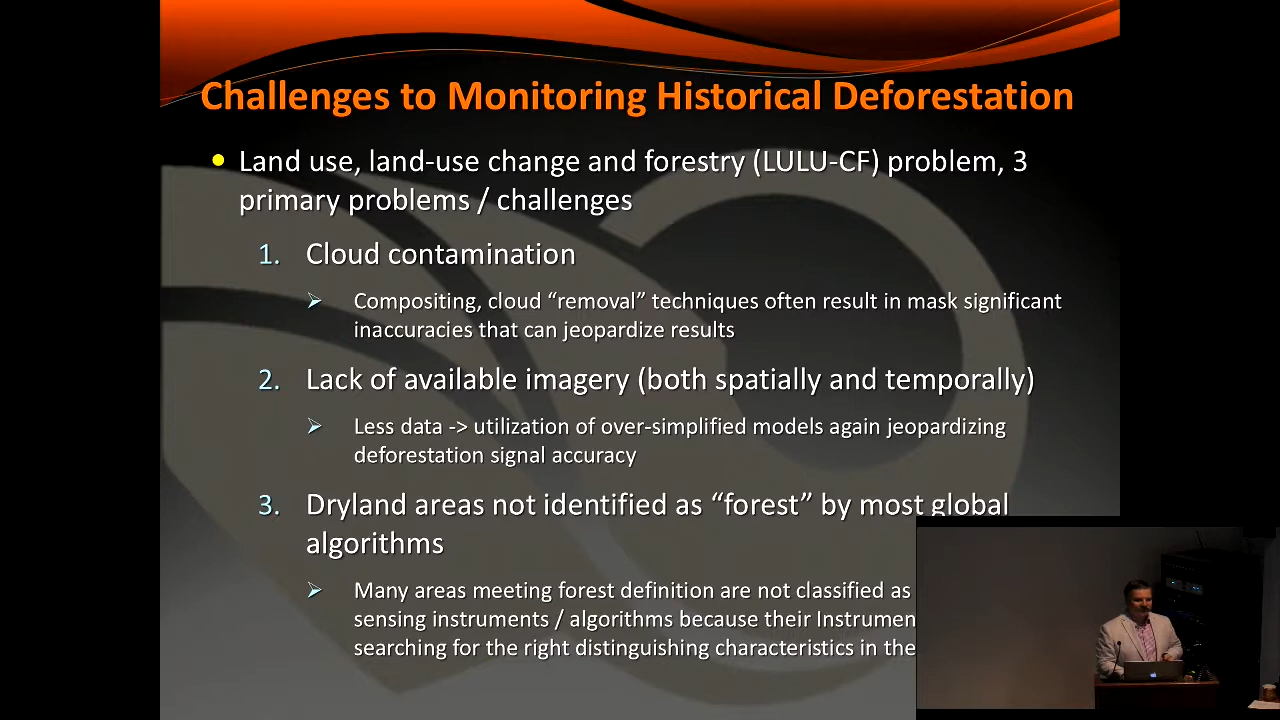 Challenges to Monitoring Historical Deforestation
Land use, land-use change and forestry (LULU-CF) problem, 3
primary problems / challenges
1. Cloud contamination
Compositing, cloud “removal” techniques often result in mask significant
inaccuracies that can jeopardize results
2. Lack of available imagery (both spatially and temporally)
Less data -> utilization of over-simplified models again jeopardizing
deforestation signal accuracy
3. Dryland areas not identified as “forest” by most global
algorithms
Many areas meeting forest definition are not classified as
sensing instruments / algorithms because their Instrumen
searching for the right distinguishing characteristics in the